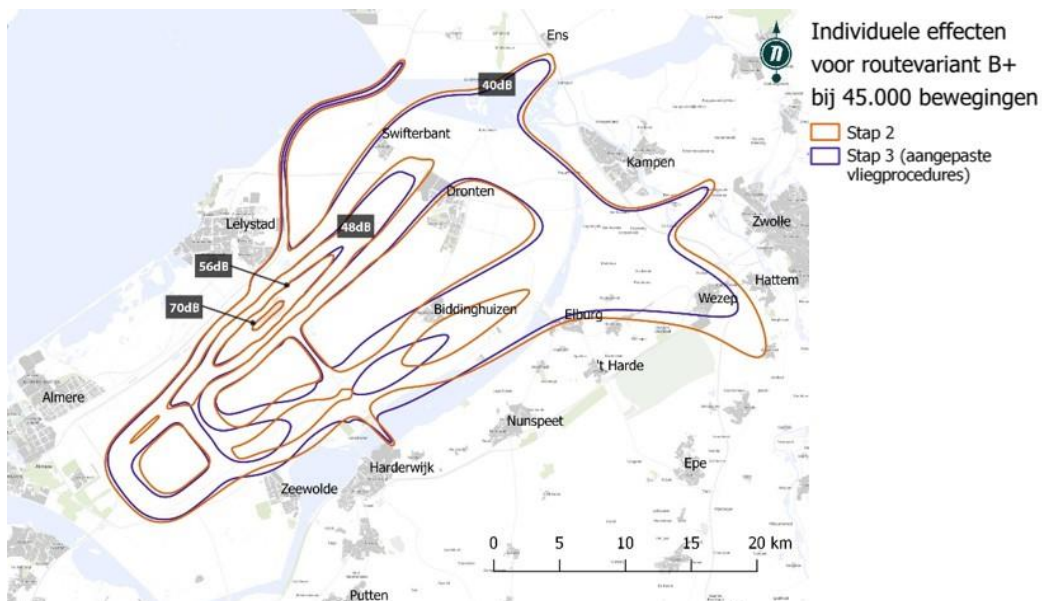 Individuele effecten
voor routevariant B+
bij 45.000 bewegingen
Stap 2
Stap 3 (aangepaste
vliegprocedures)
n
Ens
40dB
Swifterbant
Kampen
Dronten
Lelystad
48dB
Zwolle
56dB
Hattem
70dB
Wezep
Biddinghuizen
Elburg
't Harde
Almere
Nunspeet
Harderwijk
Epe
Zeewolde
0 5 10 15 20 km
Putten